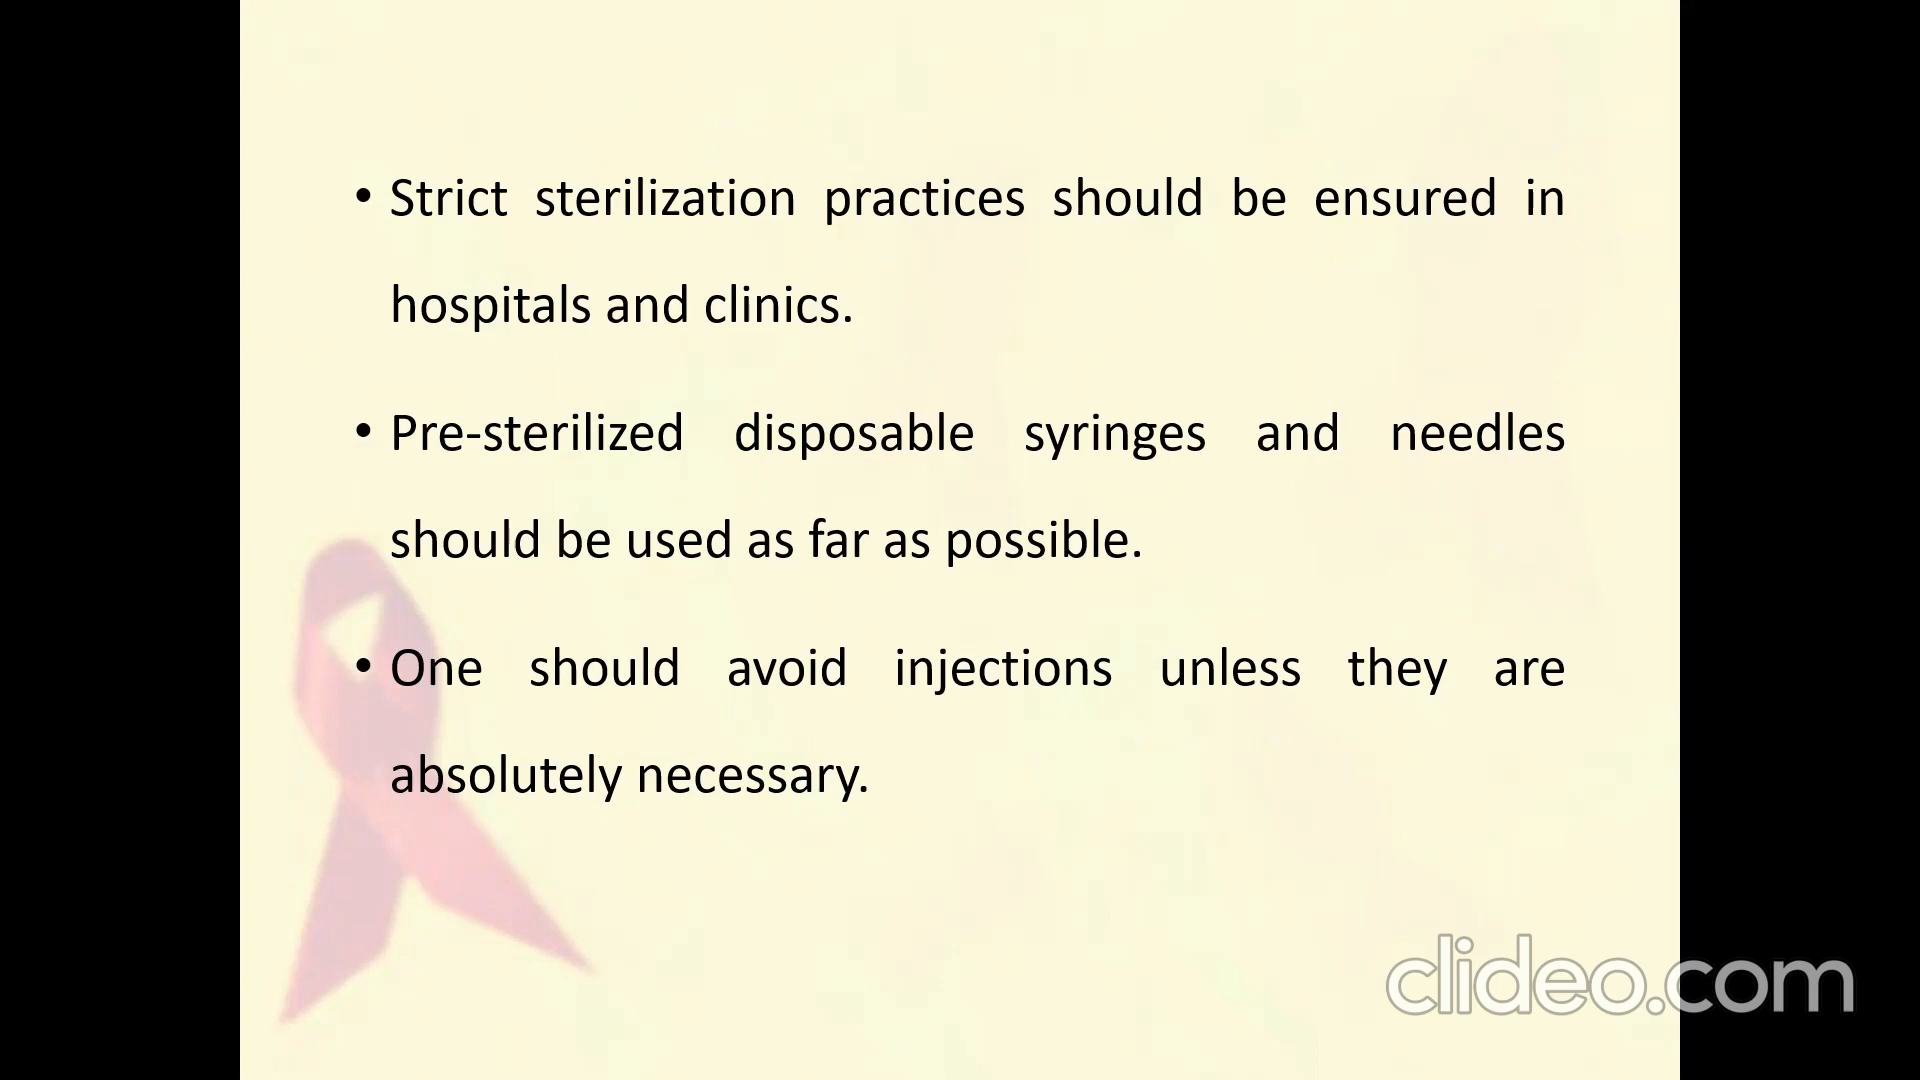 • Strict sterilization practices should be ensured in
hospitals and clinics.
• Pre-sterilized disposable syringes and needles
should be used as far as possible.
• One should avoid injections unless they are
absolutely necessary.
clideo.com